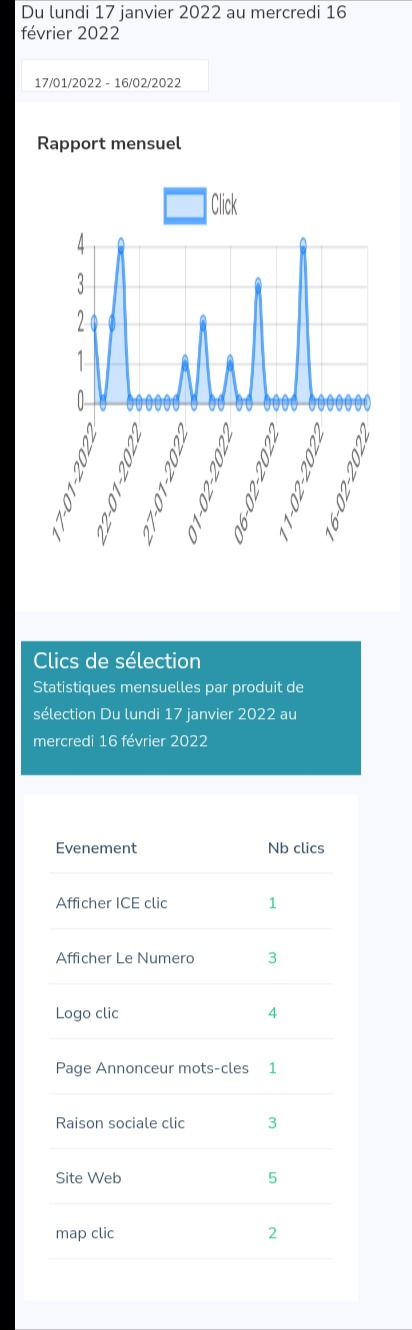 Du lundi 17 janvier 2022 au mercredi 16
février 2022
17/01/2022 - 16/02/2022
Rapport mensuel
Click
4
3
2
1
0
17-01-2022
22-01-2022
27-01-2022
01-02-2022
06-02-2022
11-02-2022
16-02-2022
Clics de sélection
Statistiques mensuelles par produit de
sélection Du lundi 17 janvier 2022 au
mercredi 16 février 2022
Evenement Nb clics
Afficher ICE clic 1
Afficher Le Numero 3
Logo clic 4
Page Annonceur mots-cles 1
Raison sociale clic 3
Site Web 5
map clic 2